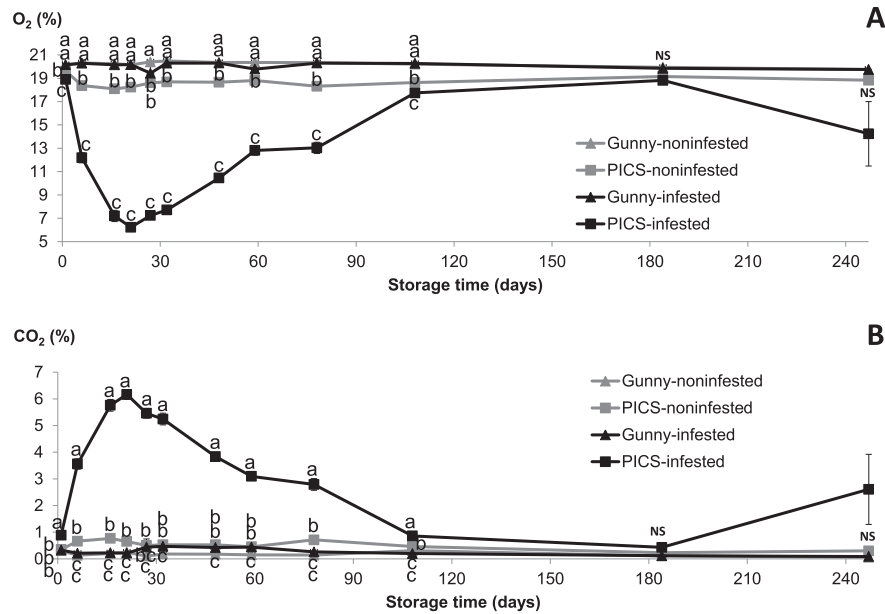 O₂ (%)
A
a a a a a a a a a
21 a a a a a a a a a NS
19 b b b b b b b b
17 c b c NS
15
13 c c c
11 c
9 c c c
7 c c
5
Gunny-noninfested
PICS-noninfested
Gunny-infested
PICS-infested
0 30 60 90 120 150 180 210 240
Storage time (days)
CO₂ (%)
B
7
6 a a
5 a a
4 a a
3 a a
2
1 a b b b b b b b a NS NS
0 b b b b b b
b c c c bc c c c c c
Gunny-noninfested
PICS-noninfested
Gunny-infested
PICS-infested
0 30 60 90 120 150 180 210 240
Storage time (days)